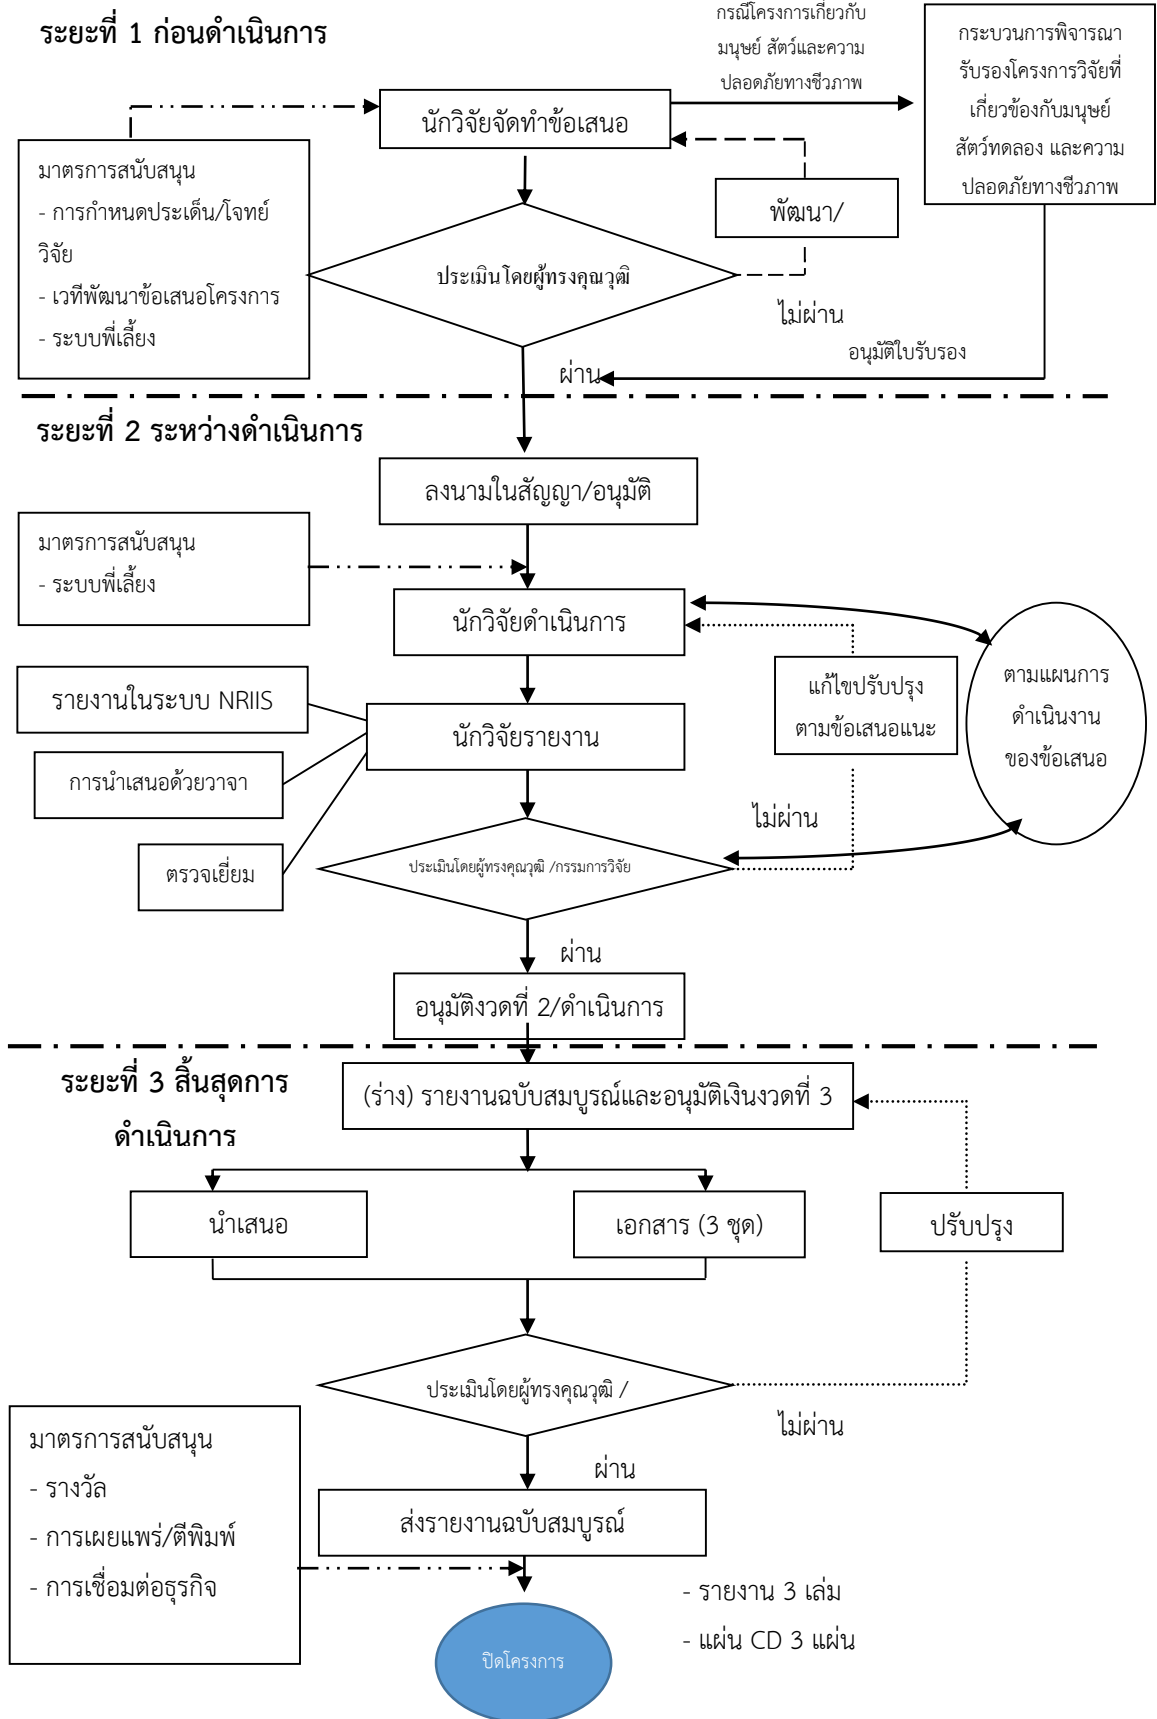 ระยะที่ 1 ก่อนดำเนินการ
กรณีโครงการเกี่ยวกับ
มนุษย์ สัตว์และความ
ปลอดภัยทางชีวภาพ
กระบวนการพิจารณา
รับรองโครงการวิจัยที่
เกี่ยวข้องกับมนุษย์
สัตว์ทดลอง และความ
ปลอดภัยทางชีวภาพ
นักวิจัยจัดทำข้อเสนอ
มาตรการสนับสนุน
- การกำหนดประเด็น/โจทย์
วิจัย
- เวทีพัฒนาข้อเสนอโครงการ
- ระบบพี่เลี้ยง
พัฒนา/
ประเมินโดยผู้ทรงคุณวุฒิ
ไม่ผ่าน
อนุมัติใบรับรอง
ผ่าน
ระยะที่ 2 ระหว่างดำเนินการ
ลงนามในสัญญา/อนุมัติ
มาตรการสนับสนุน
- ระบบพี่เลี้ยง
นักวิจัยดำเนินการ
แก้ไขปรับปรุง
ตามข้อเสนอแนะ
ตามแผนการ
ดำเนินงาน
ของข้อเสนอ
รายงานในระบบ NRIIS
นักวิจัยรายงาน
การนำเสนอด้วยวาจา
ไม่ผ่าน
ตรวจเยี่ยม
ประเมินโดยผู้ทรงคุณวุฒิ /กรรมการวิจัย
ผ่าน
อนุมัติงวดที่ 2/ดำเนินการ
ระยะที่ 3 สิ้นสุดการ
ดำเนินการ
(ร่าง) รายงานฉบับสมบูรณ์และอนุมัติเงินงวดที่ 3
นำเสนอ
เอกสาร (3 ชุด)
ปรับปรุง
ประเมินโดยผู้ทรงคุณวุฒิ /
ไม่ผ่าน
ผ่าน
มาตรการสนับสนุน
- รางวัล
- การเผยแพร่/ตีพิมพ์
- การเชื่อมต่อธุรกิจ
ส่งรายงานฉบับสมบูรณ์
- รายงาน 3 เล่ม
- แผ่น CD 3 แผ่น
ปิดโครงการ